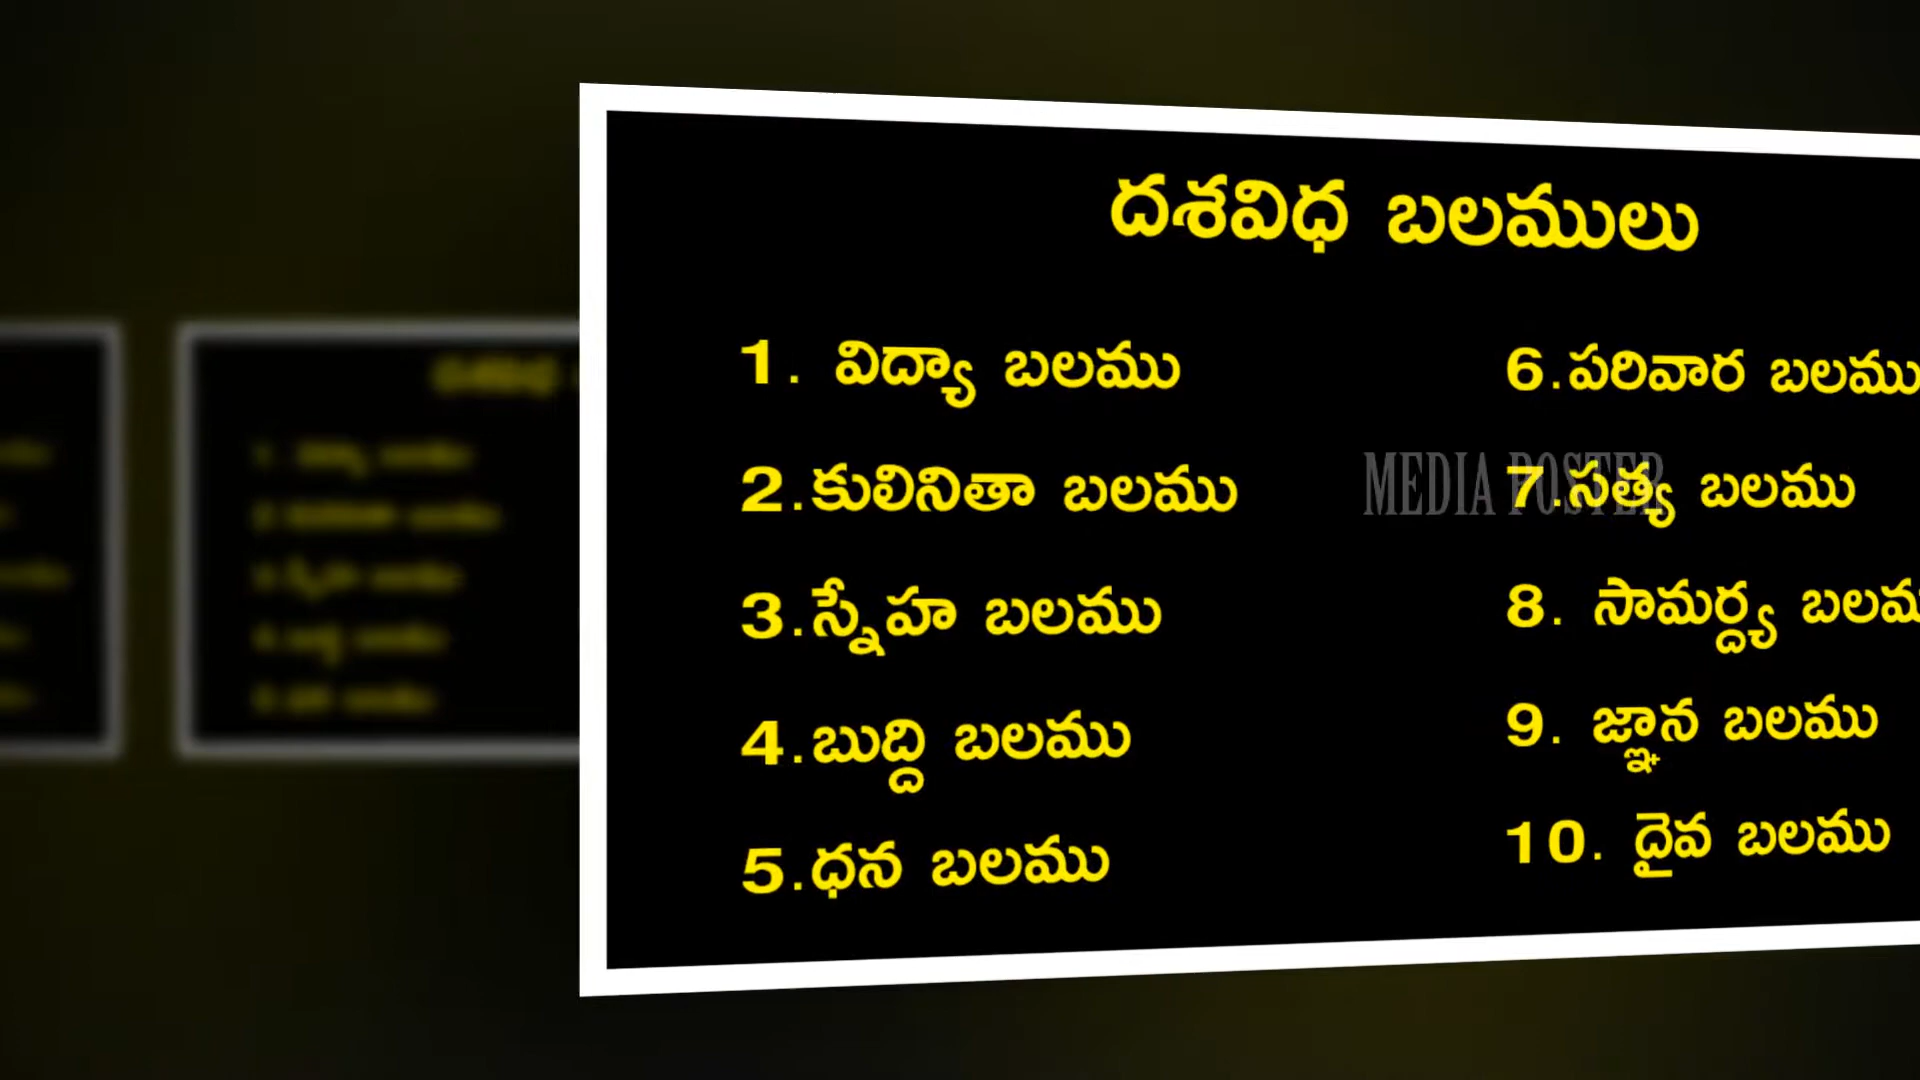 దశవిధ బలములు
1. విద్యా బలము
2.కులినితా బలము
3.స్నేహ బలము
4.బుద్ది బలము
5.ధన బలము
6.పరివార బలము
7.సత్య బలము
8. సామర్ద్య
9. జ్ఞాన బలము
10. దైవ బలము
MEDIA POSTER